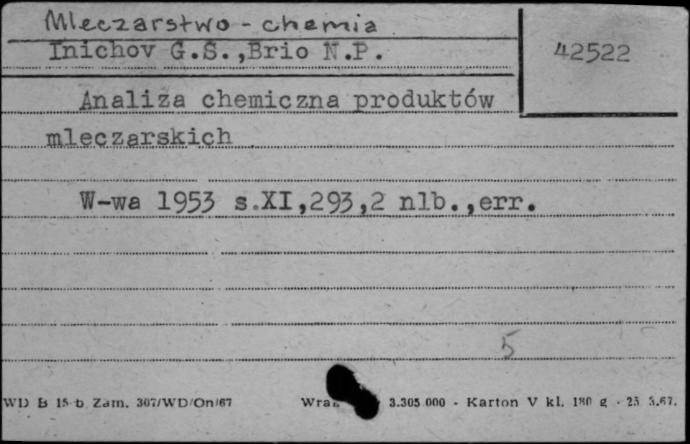 Mleczarstwo - chemia
Inichov G.S.,Brio N.P.
42522
Analiza chemiczna produktów
mleczarskich
W-wa 1953 s.XI,293,2 nlb.,err.
5
WD B 15 b Zam. 307/WD/On/67 3.305 000 - Karton V kl. 180 g - 25 3.67.